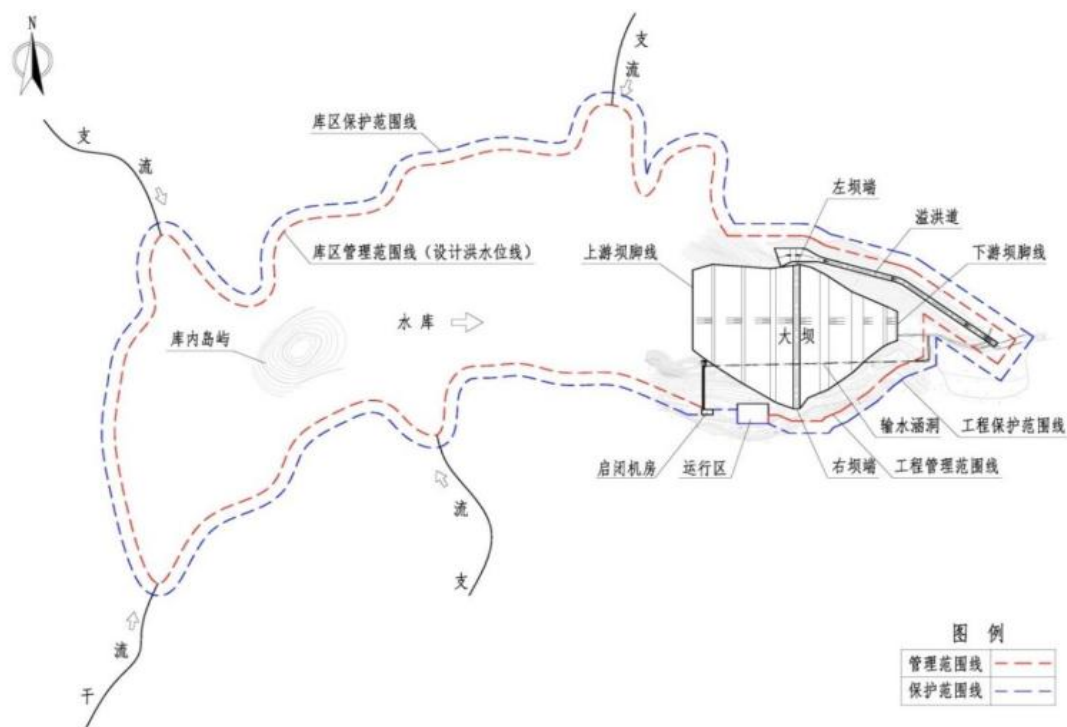 N
支
流
支
流
库区保护范围线
库区管理范围线（设计洪水位线）
左坝端
溢洪道
上游坝脚线
下游坝脚线
库内岛屿
水库
大坝
启闭机房
运行区
右坝端
输水涵洞
工程管理范围线
工程保护范围线
流
支
流
干
图 例
管理范围线
保护范围线